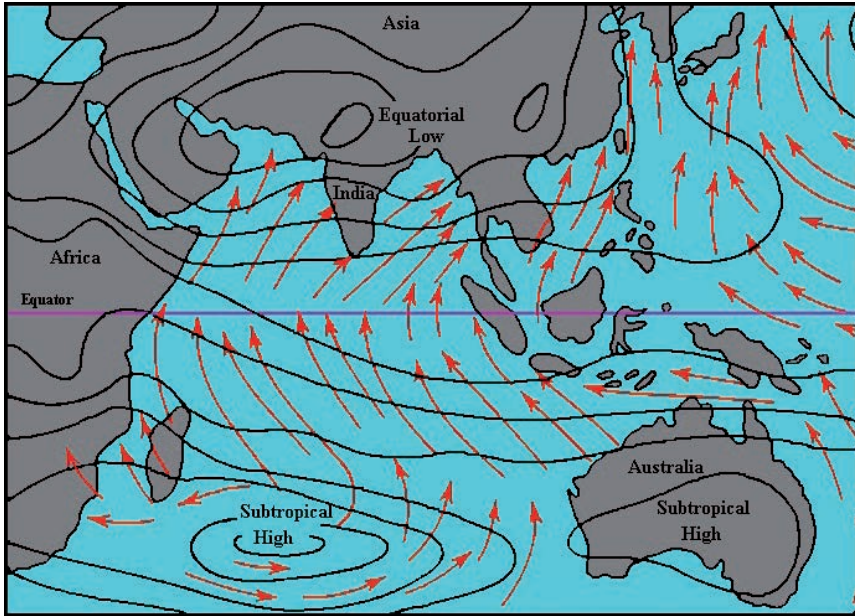 Asia
Equatorial
Low
India
Africa
Equator
Australia
Subtropical
High
Subtropical
High